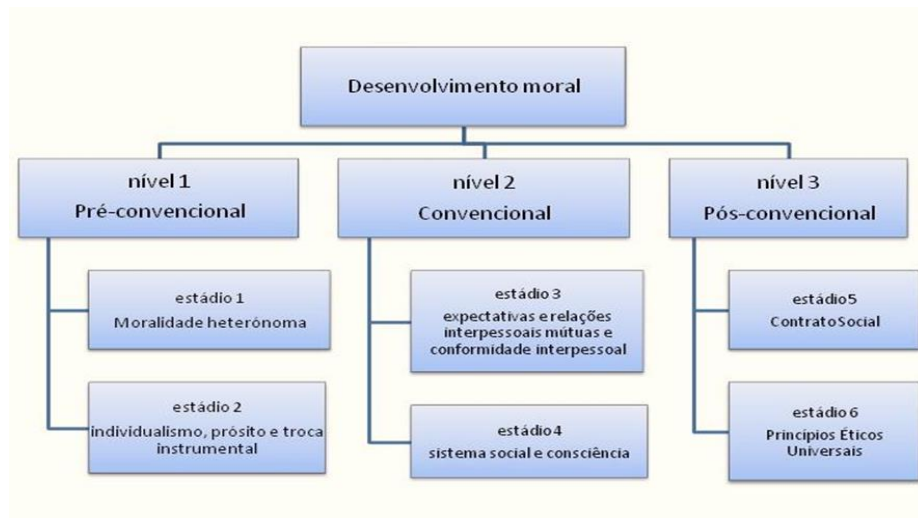 Desenvolvimento moral
nível 1
Pré-convencional
nível 2
Convencional
nível 3
Pós-convencional
estádio 1
Moralidade heterónoma
estádio 2
individualismo, prósito e troca
instrumental
estádio 3
expectativas e relações
interpessoais mútuas e
conformidade interpessoal
estádio4
sistema social e consciência
estádio5
Contrato Social
estádio 6
Princípios Éticos
Universais